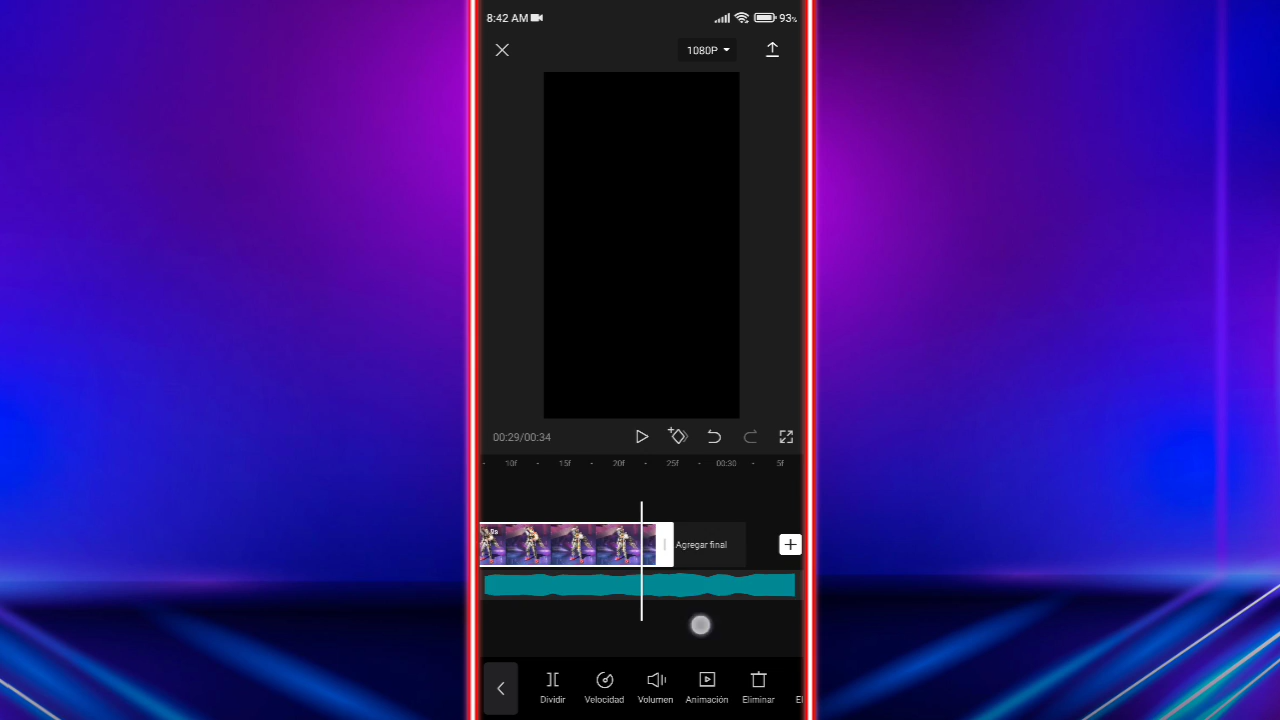 8:42 AM 93%
1080P
00:29/00:34
10f 15f 20f 25f 00:30 5f
Agregar final
Dividir Velocidad Volumen Animación Eliminar